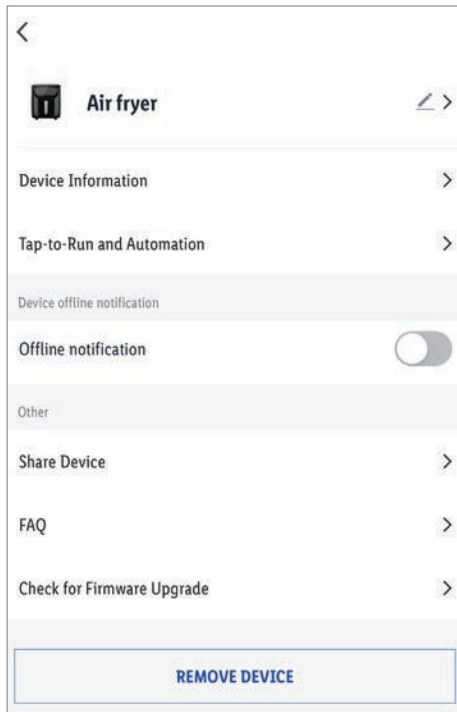 Air fryer
Device Information
Tap-to-Run and Automation
Device offline notification
Offline notification
Other
Share Device
FAQ
Check for Firmware Upgrade
REMOVE DEVICE